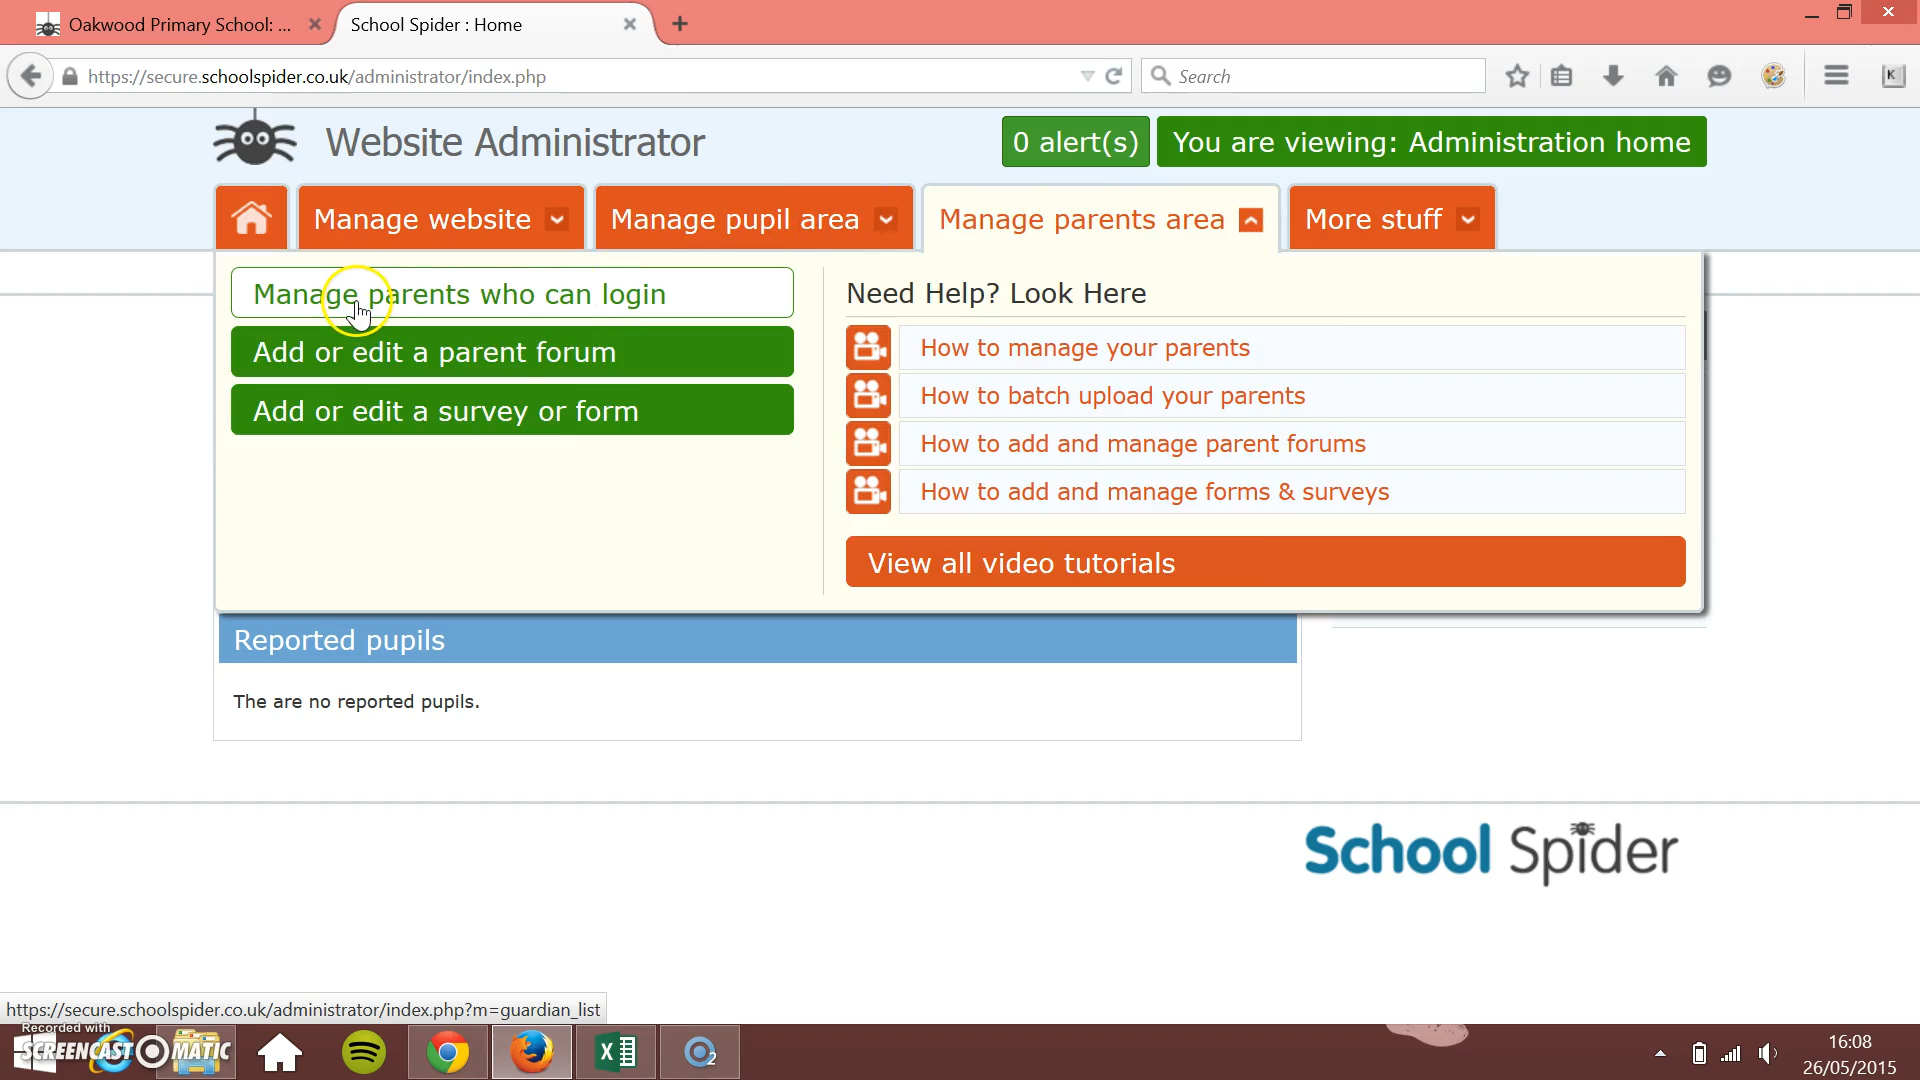 Oakwood Primary School: ...
School Spider : Home
https://secure.schoolspider.co.uk/administrator/index.php
Search
K
Website Administrator
0 alert(s)
You are viewing: Administration home
Manage website
Manage pupil area
Manage parents area
More stuff
Manage parents who can login
Add or edit a parent forum
Add or edit a survey or form
Need Help? Look Here
How to manage your parents
How to batch upload your parents
How to add and manage parent forums
How to add and manage forms & surveys
View all video tutorials
Reported pupils
The are no reported pupils.
School Spider
https://secure.schoolspider.co.uk/administrator/index.php?m=guardian_list
Recorded with
SCREENCAST MATIC
2
16:08
26/05/2015